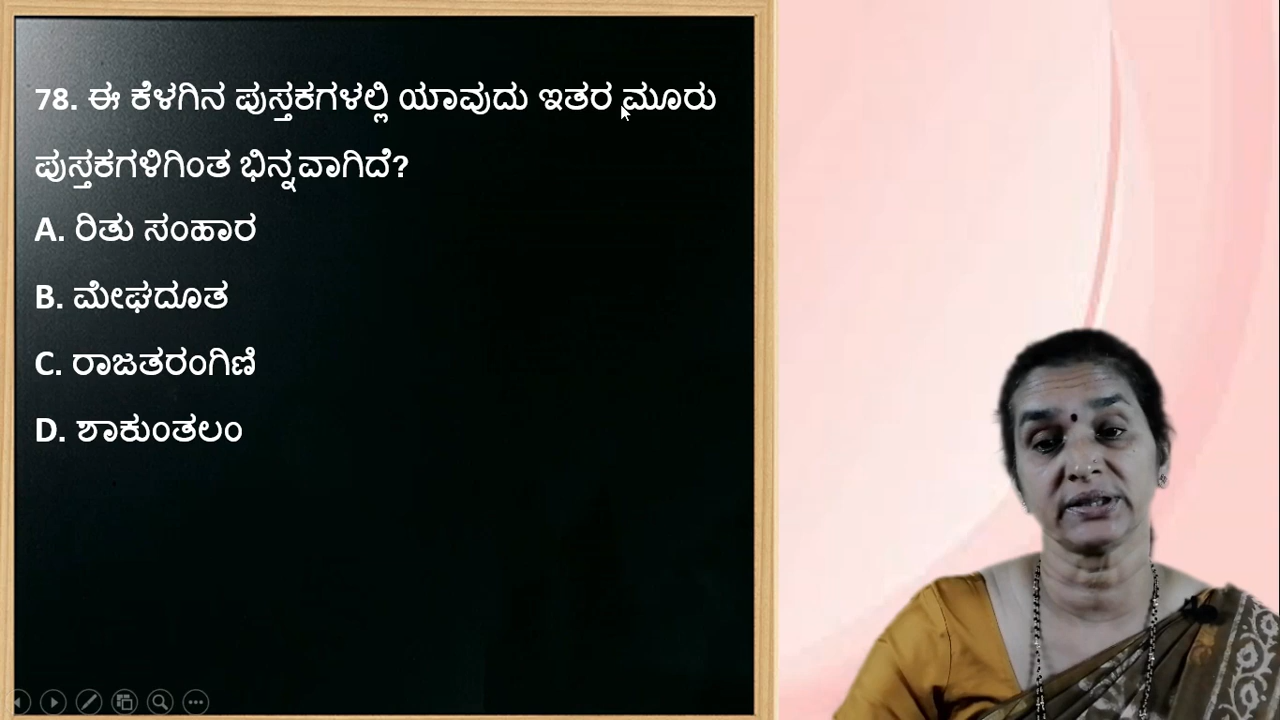 78. ಈ ಕೆಳಗಿನ ಪುಸ್ತಕಗಳಲ್ಲಿ ಯಾವುದು ಇತರ ಮೂರು
ಪುಸ್ತಕಗಳಿಗಿಂತ ಭಿನ್ನವಾಗಿದೆ?
A. ರಿತು ಸಂಹಾರ
B. ಮೇಘದೂತ
C. ರಾಜತರಂಗಿಣಿ
D. ಶಾಕುಂತಲಂ